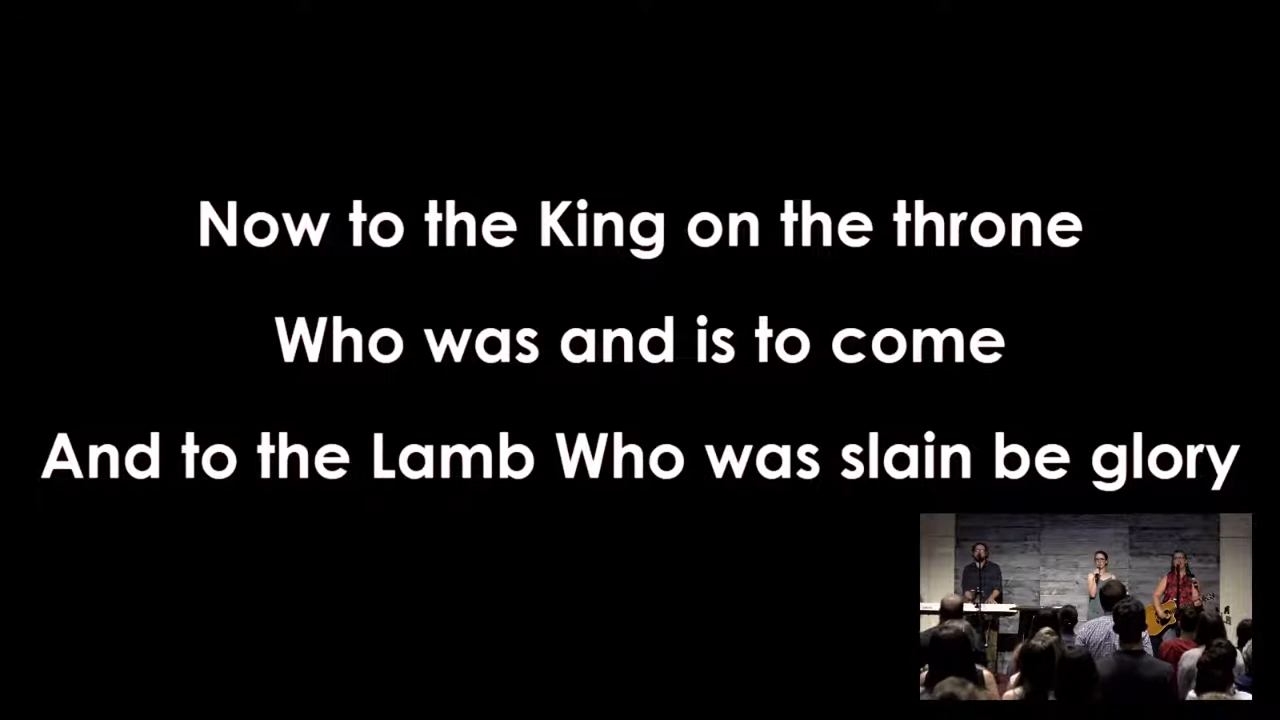 Now to the King on the throne
Who was and is to come
And to the Lamb Who was slain be glory